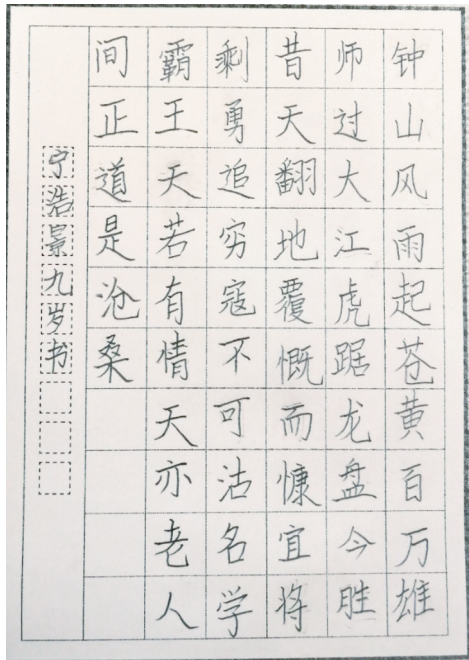 钟山风雨起苍黄百万雄
师过大江虎踞龙盘今胜
昔天翻地覆慨而慷宜将
剩勇追穷寇不可沽名学
霸王天若有情天亦老人
间正道是沧桑
宁浩景九岁书